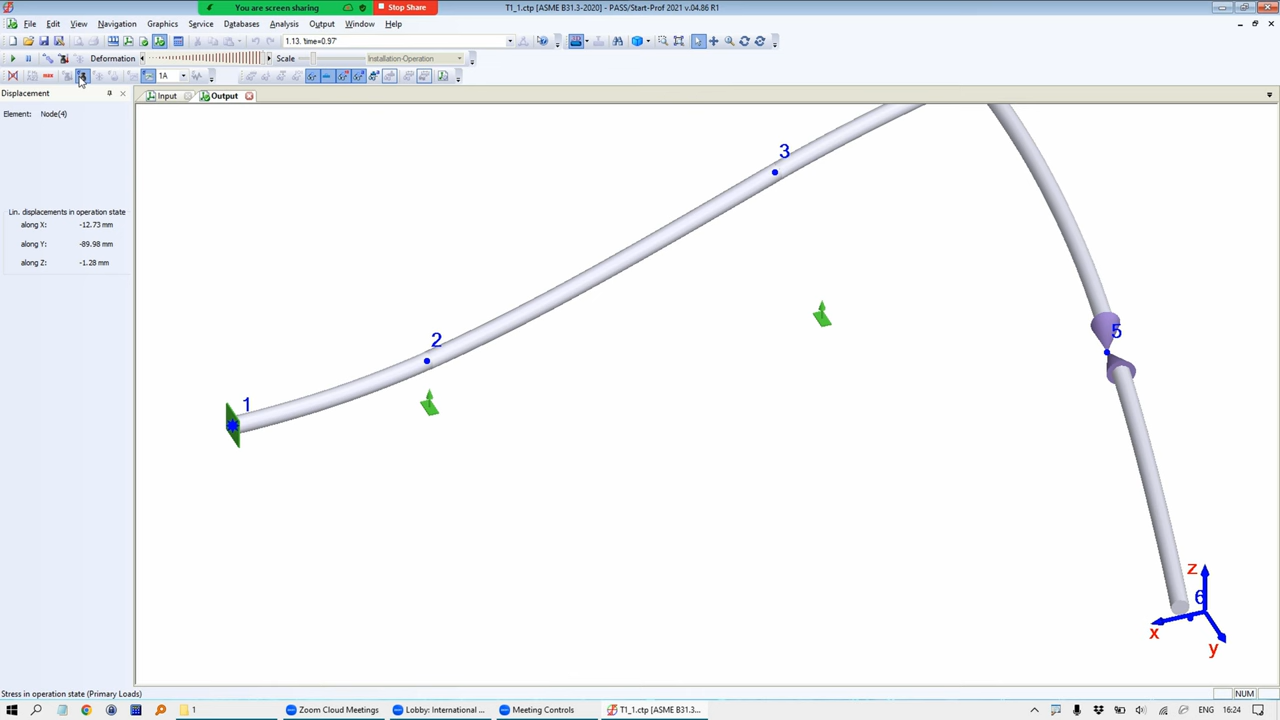 You are screen sharing
Stop Share
T1_1.ctp [ASME B31.3-2020] - PASS/Start-Prof 2021 v.04.86 R1
File Edit View Navigation Graphics Service Databases Analysis Output Window Help
1.13. 'time=0.97'
Deformation
Scale
Installation-Operation
1A
Displacement
Input
Output
Element: Node(4)
Lin. displacements in operation state
along X: -12.73 mm
along Y: -89.98 mm
along Z: -1.28 mm
3
2
1
5
z
6
x
y
Stress in operation state (Primary Loads)
NUM
1
Zoom Cloud Meetings
Lobby: International ...
Meeting Controls
T1_1.ctp [ASME B31.3...
ENG
16:24